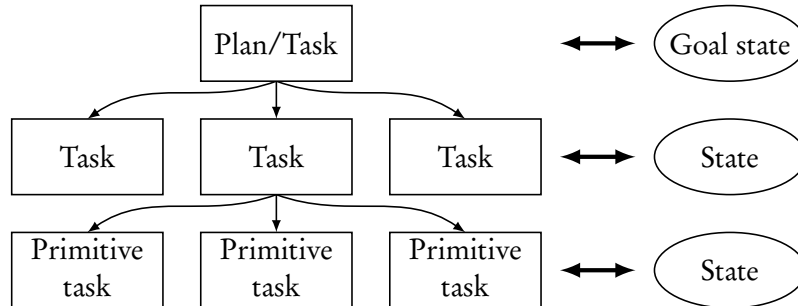 Plan/Task
Goal state
Task
Task
Task
State
Primitive
task
Primitive
task
Primitive
task
State